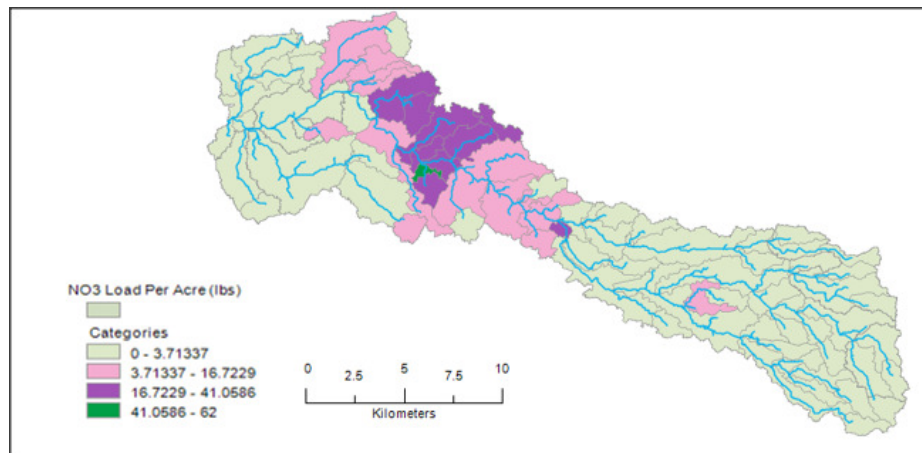 NO3 Load Per Acre (lbs)
Categories
0 - 3.71337
3.71337 - 16.7229
16.7229 - 41.0586
41.0586 - 62
0 5 10
2.5 7.5
Kilometers